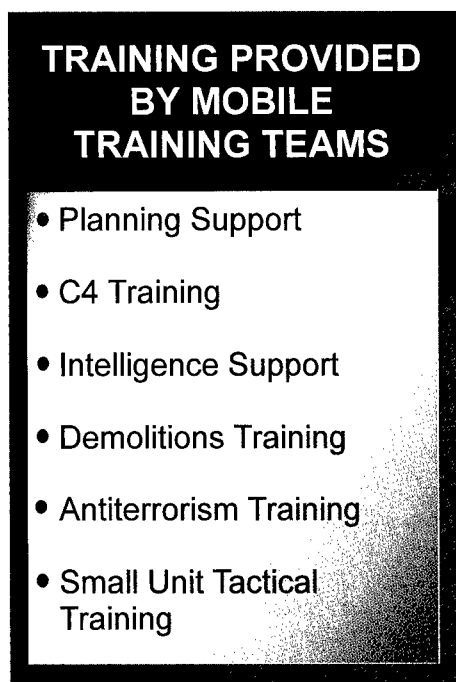 TRAINING PROVIDED
BY MOBILE
TRAINING TEAMS
• Planning Support
• C4 Training
• Intelligence Support
• Demolitions Training
• Antiterrorism Training
• Small Unit Tactical
Training